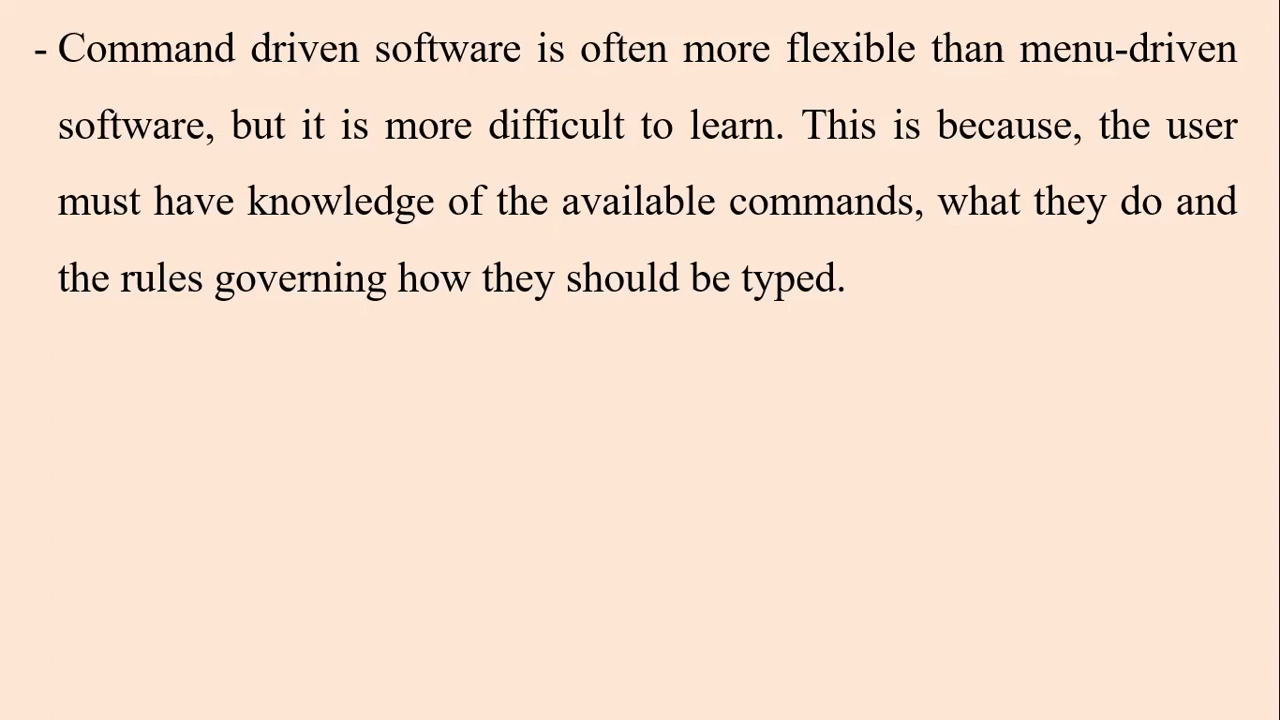 - Command driven software is often more flexible than menu-driven
software, but it is more difficult to learn. This is because, the user
must have knowledge of the available commands, what they do and
the rules governing how they should be typed.